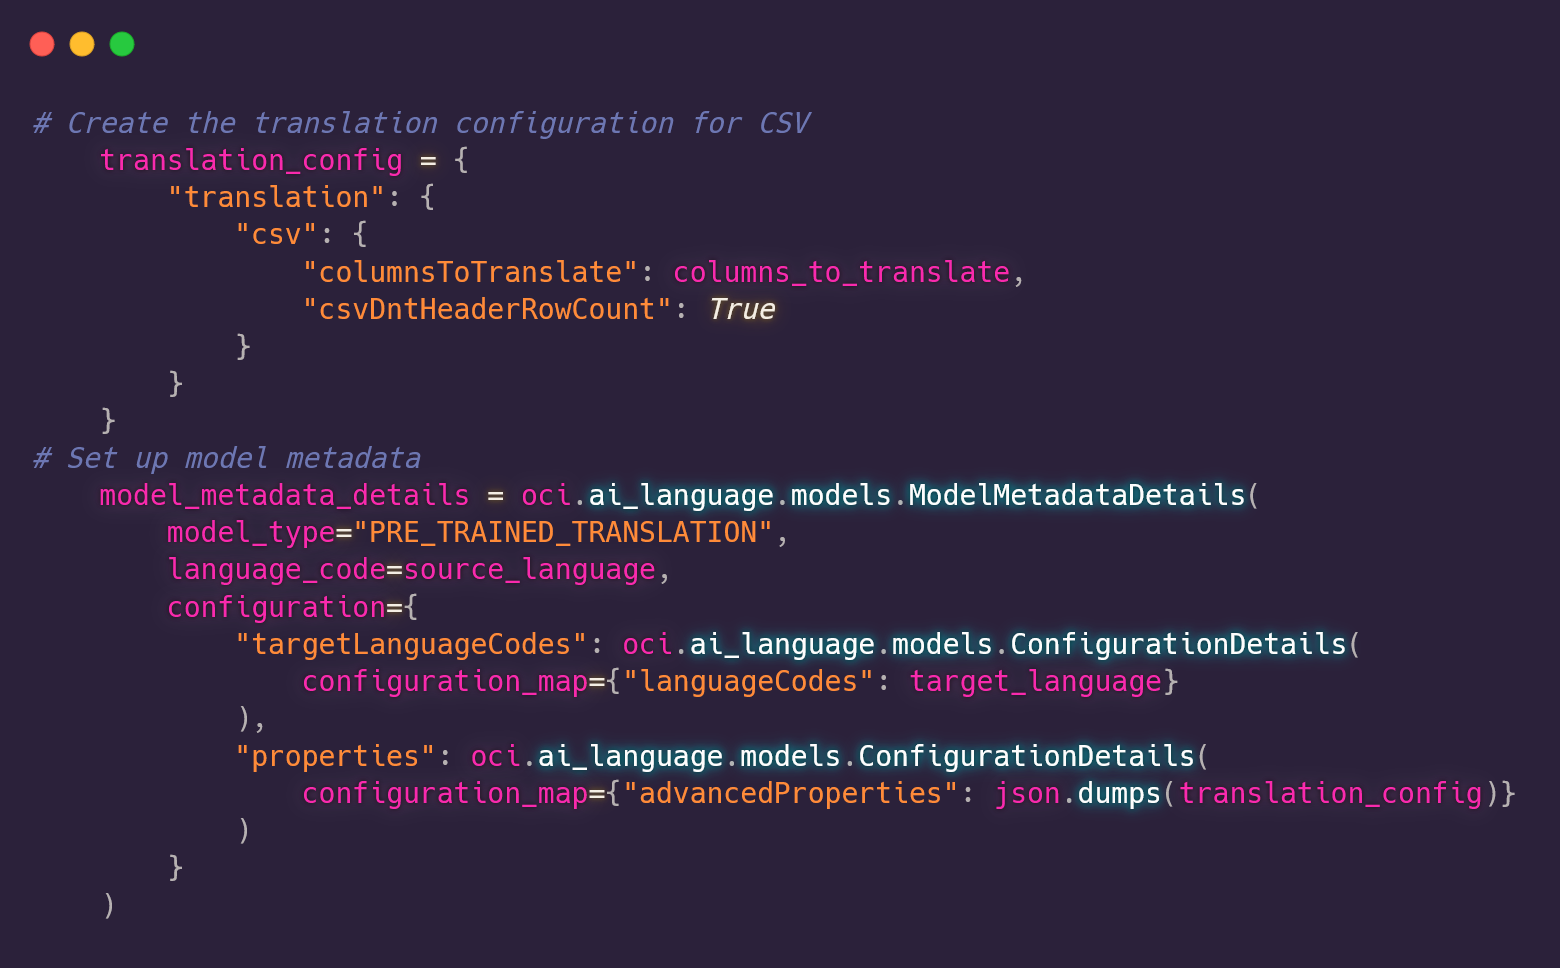 # Create the translation configuration for CSV
    translation_config = {
        "translation": {
            "csv": {
                "columnsToTranslate": columns_to_translate,
                "csvDntHeaderRowCount": True
            }
        }
    }
# Set up model metadata
    model_metadata_details = oci.ai_language.models.ModelMetadataDetails(
        model_type="PRE_TRAINED_TRANSLATION",
        language_code=source_language,
        configuration={
            "targetLanguageCodes": oci.ai_language.models.ConfigurationDetails(
                configuration_map={"languageCodes": target_language}
            ),
            "properties": oci.ai_language.models.ConfigurationDetails(
                configuration_map={"advancedProperties": json.dumps(translation_config)}
            )
        }
    )